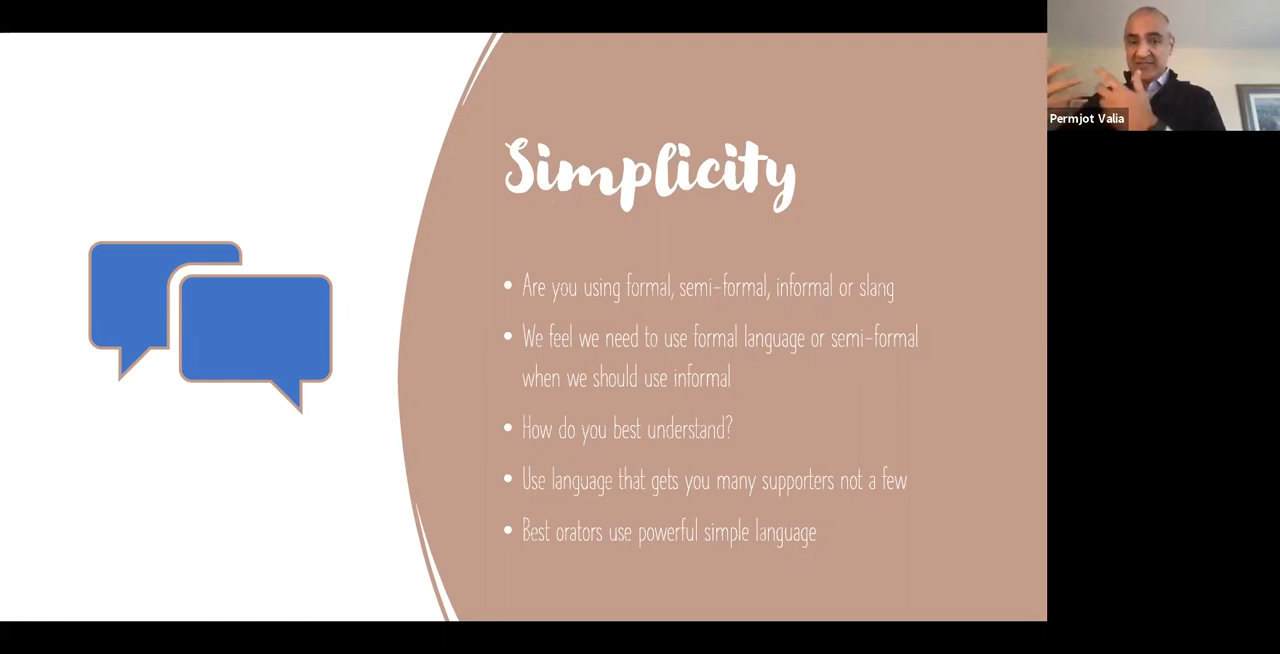 Simplicity
• Are you using formal, semi-formal, informal or slang
• We feel we need to use formal language or semi-formal
when we should use informal
• How do you best understand?
• Use language that gets you many supporters not a few
• Best orators use powerful simple language
Permjot Valia